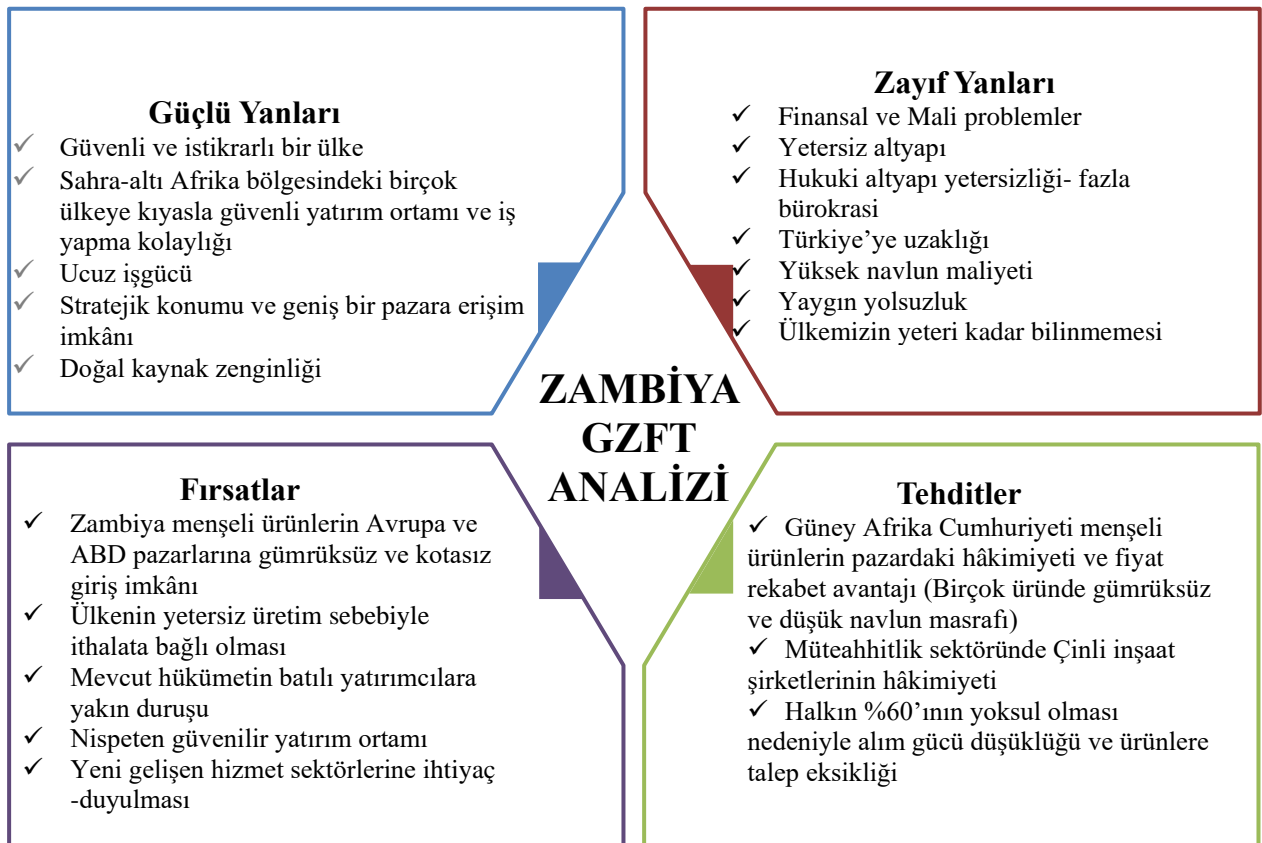 Güçlü Yanları
✓ Güvenli ve istikrarlı bir ülke
✓ Sahra-altı Afrika bölgesindeki birçok
ülkeye kıyasla güvenli yatırım ortamı ve iş
yapma kolaylığı
✓ Ucuz işgücü
✓ Stratejik konumu ve geniş bir pazara erişim
imkânı
✓ Doğal kaynak zenginliği
Zayıf Yanları
✓ Finansal ve Mali problemler
✓ Yetersiz altyapı
✓ Hukuki altyapı yetersizliği- fazla
bürokrasi
✓ Türkiye’ye uzaklığı
✓ Yüksek navlun maliyeti
✓ Yaygın yolsuzluk
✓ Ülkemizin yeteri kadar bilinmemesi
ZAMBİYA
GZFT
ANALİZİ
Fırsatlar
✓ Zambiya menşeli ürünlerin Avrupa ve
ABD pazarlarına gümrüksüz ve kotasız
giriş imkânı
✓ Ülkenin yetersiz üretim sebebiyle
ithalata bağlı olması
✓ Mevcut hükümetin batılı yatırımcılara
yakın duruşu
✓ Nispeten güvenilir yatırım ortamı
✓ Yeni gelişen hizmet sektörlerine ihtiyaç
-duyulması
Tehditler
✓ Güney Afrika Cumhuriyeti menşeli
ürünlerin pazardaki hâkimiyeti ve fiyat
rekabet avantajı (Birçok üründe gümrüksüz
ve düşük navlun masrafı)
✓ Müteahhitlik sektöründe Çinli inşaat
şirketlerinin hâkimiyeti
✓ Halkın %60’ının yoksul olması
nedeniyle alım gücü düşüklüğü ve ürünlere
talep eksikliği